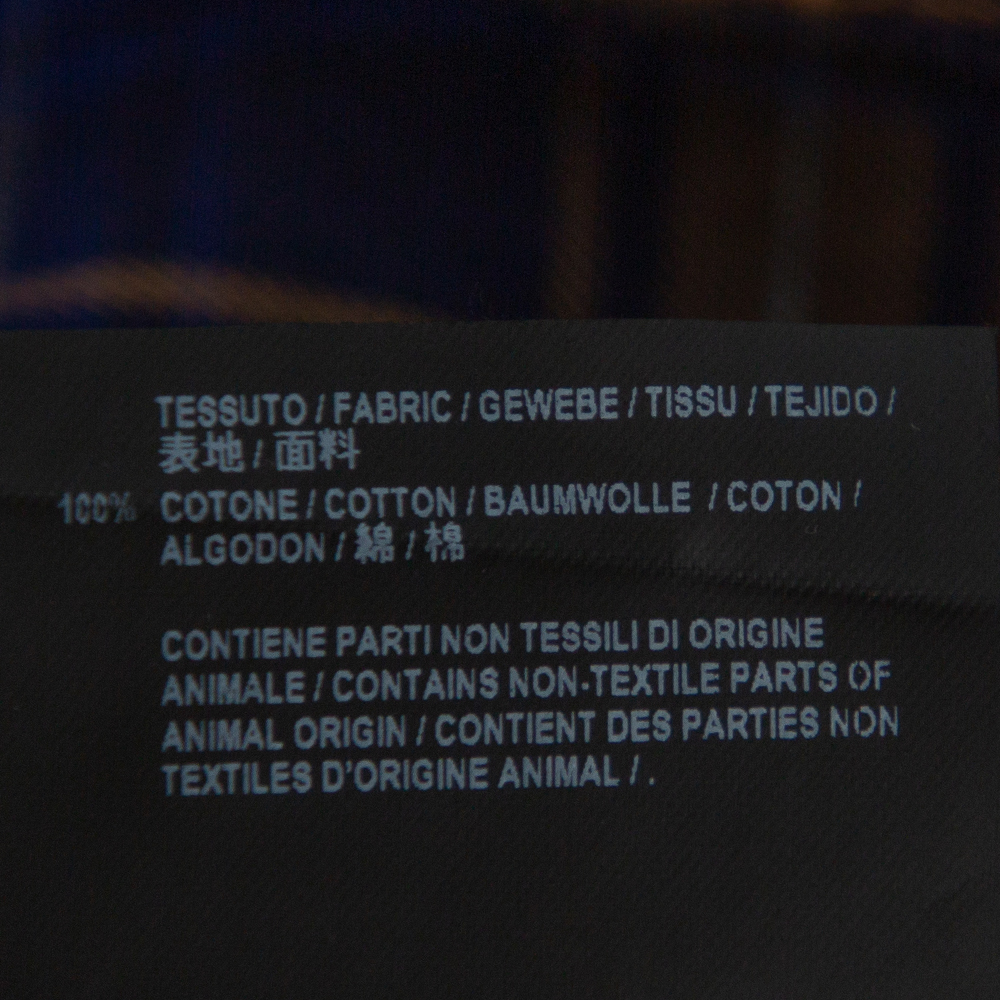 TESSUTO / FABRIC / GEWEBE / TISSU / TEJIDO /
表地 / 面料
100% COTONE / COTTON / BAUMWOLLE / COTON /
ALGODON / 綿 / 棉
CONTIENE PARTI NON TESSILI DI ORIGINE
ANIMALE / CONTAINS NON-TEXTILE PARTS OF
ANIMAL ORIGIN / CONTIENT DES PARTIES NON
TEXTILES D'ORIGINE ANIMAL / .